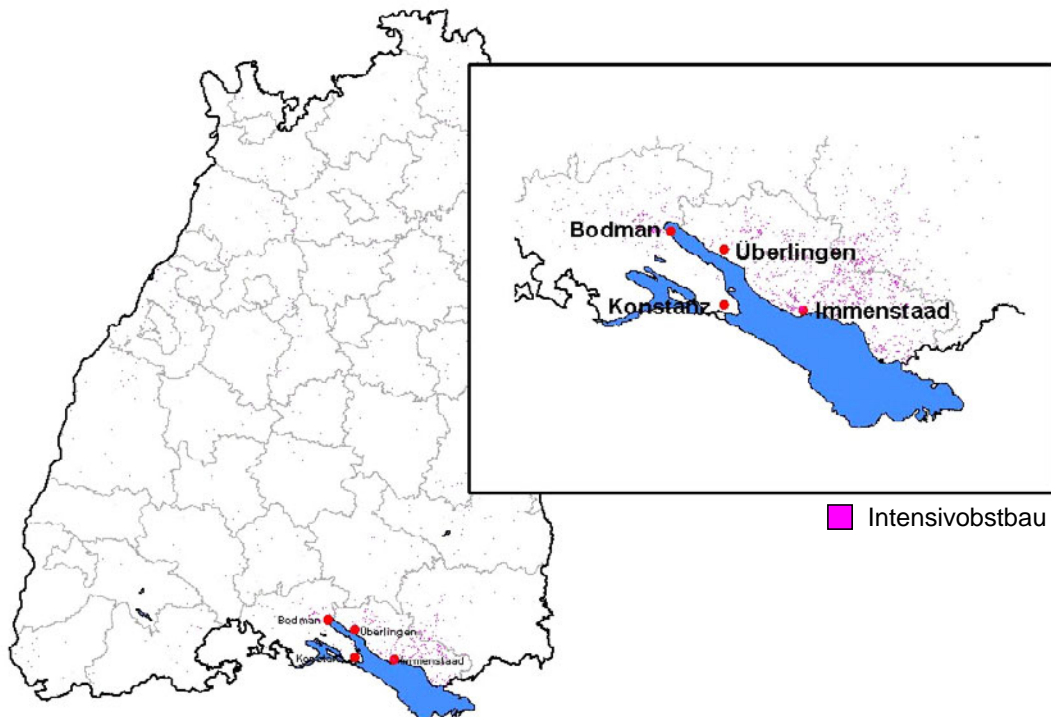 Bodman
Überlingen
Konstanz
Immenstaad
Intensivobstbau
Bodman
Überlingen
Konstanz
Immenstaad